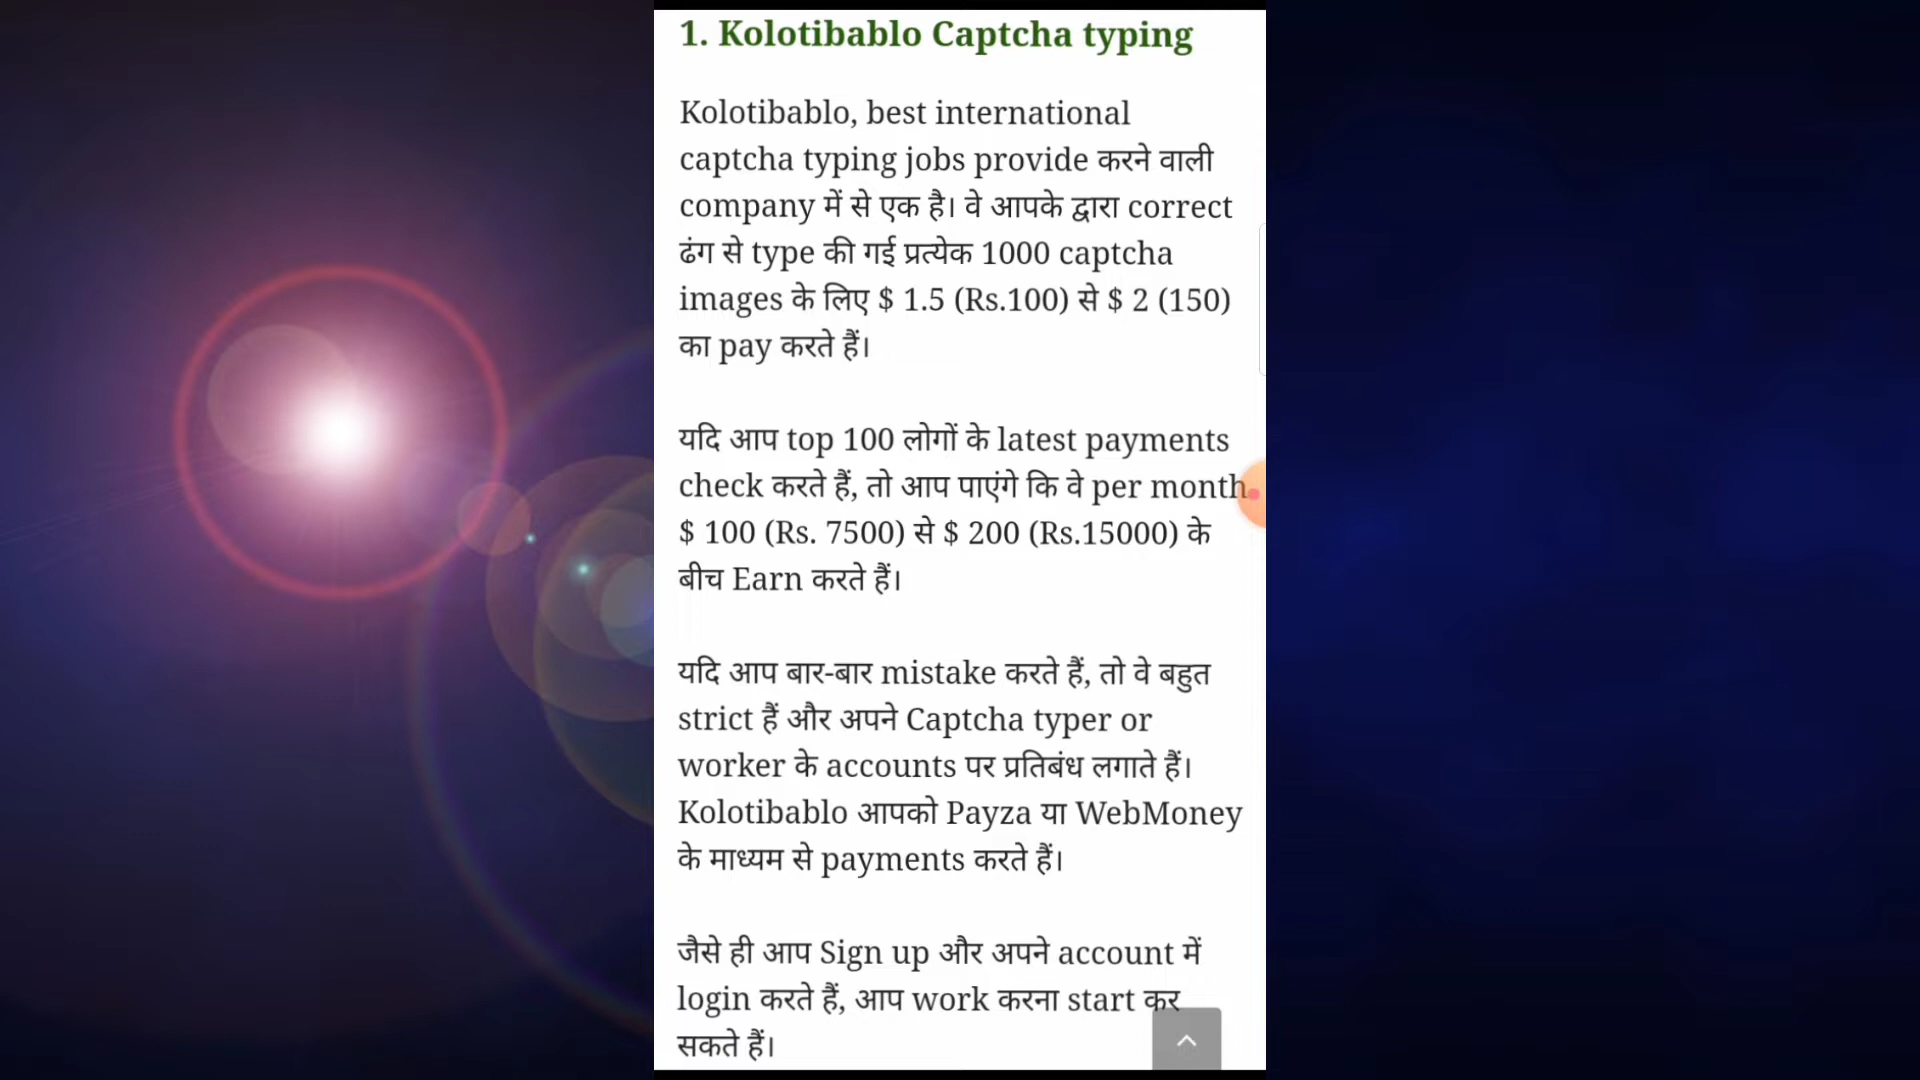 1. Kolotibablo Captcha typing
Kolotibablo, best international
captcha typing jobs provide करने वाली
company में से एक है। वे आपके द्वारा correct
ढंग से type की गई प्रत्येक 1000 captcha
images के लिए $ 1.5 (Rs.100) से $ 2 (150)
का pay करते हैं।
यदि आप top 100 लोगों के latest payments
check करते हैं, तो आप पाएंगे कि वे per month
$ 100 (Rs. 7500) से $ 200 (Rs.15000) के
बीच Earn करते हैं।
यदि आप बार-बार mistake करते हैं, तो वे बहुत
strict हैं और अपने Captcha typer or
worker के accounts पर प्रतिबंध लगाते हैं।
Kolotibablo आपको Payza या WebMoney
के माध्यम से payments करते हैं।
जैसे ही आप Sign up और अपने account में
login करते हैं, आप work करना start कर
सकते हैं।